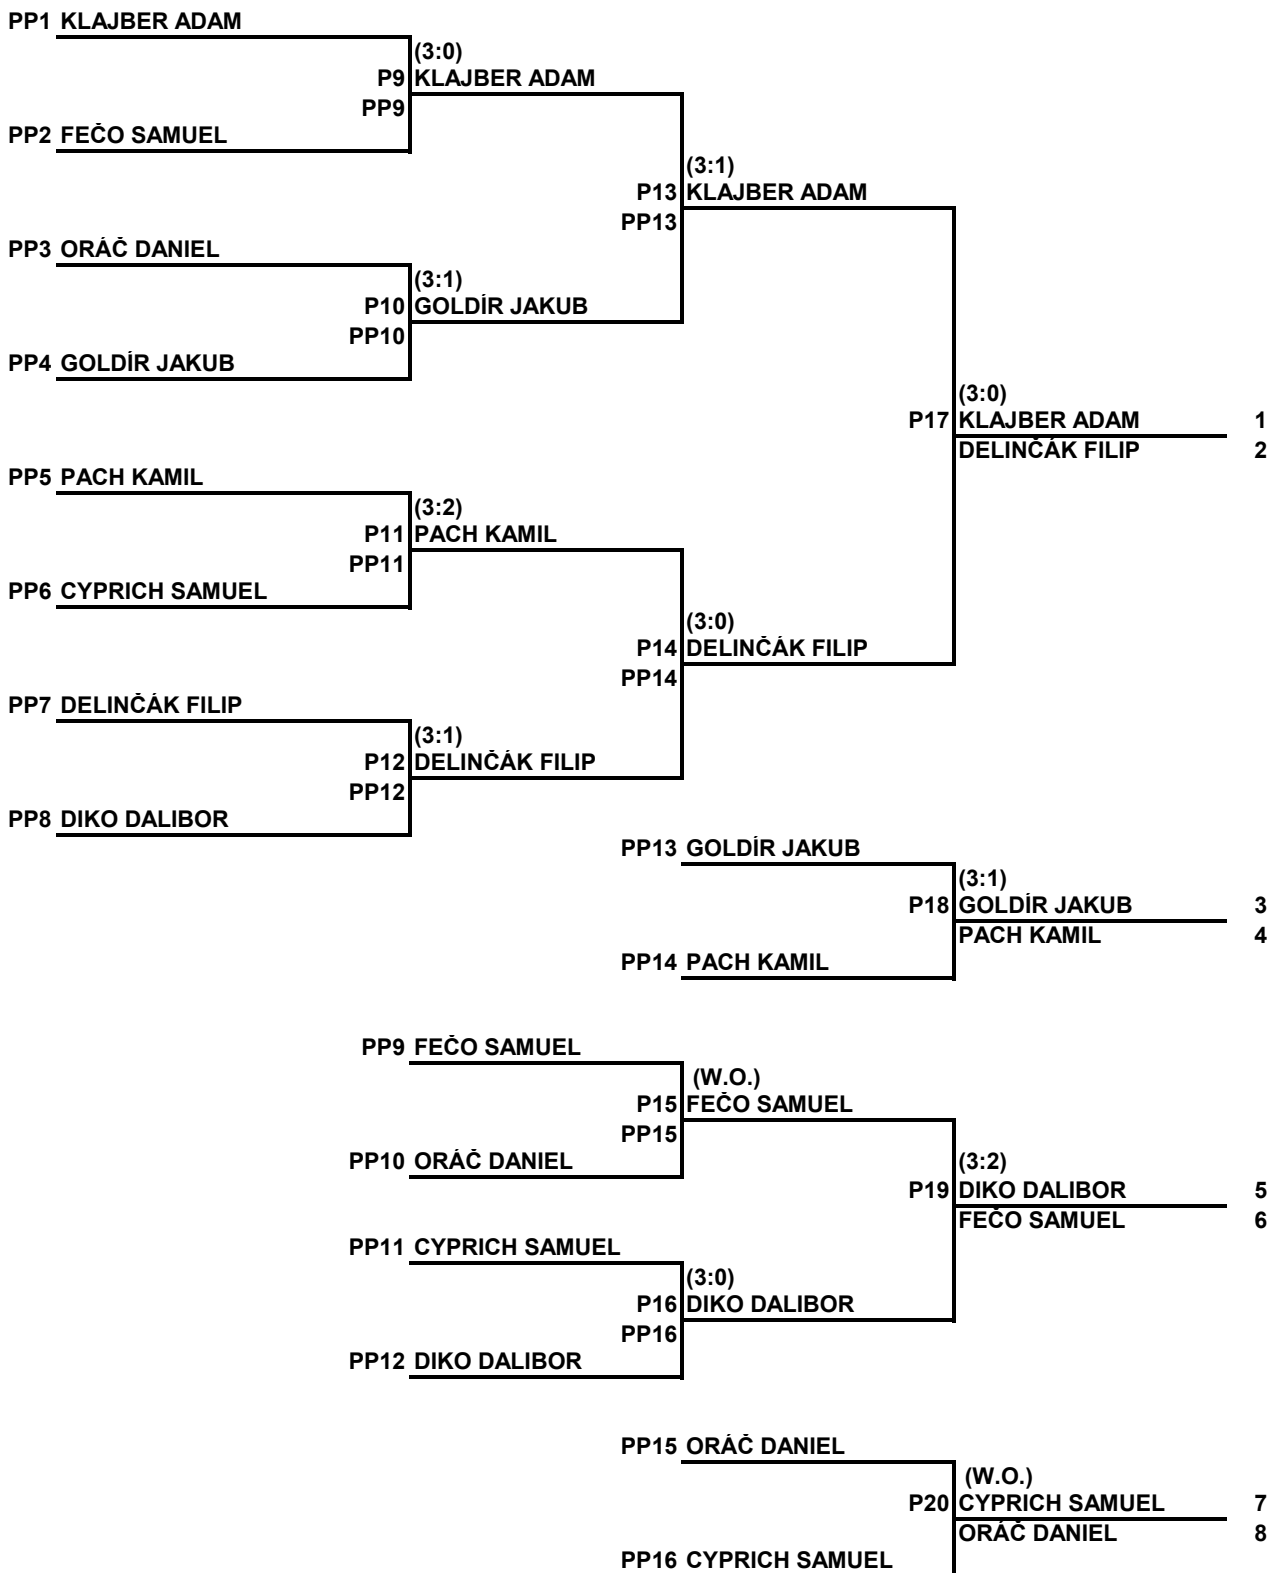 PP1 KLAJBER ADAM
(3:0)
P9 KLAJBER ADAM
PP9
PP2 FEČO SAMUEL
(3:1)
P13 KLAJBER ADAM
PP13
PP3 ORÁČ DANIEL
(3:1)
P10 GOLDÍR JAKUB
PP10
PP4 GOLDÍR JAKUB
(3:0)
P17 KLAJBER ADAM 1
DELINČÁK FILIP 2
PP5 PACH KAMIL
(3:2)
P11 PACH KAMIL
PP11
PP6 CYPRICH SAMUEL
(3:0)
P14 DELINČÁK FILIP
PP14
PP7 DELINČÁK FILIP
(3:1)
P12 DELINČÁK FILIP
PP12
PP8 DIKO DALIBOR
PP13 GOLDÍR JAKUB
(3:1)
P18 GOLDÍR JAKUB 3
PACH KAMIL 4
PP14 PACH KAMIL
PP9 FEČO SAMUEL
(W.O.)
P15 FEČO SAMUEL
PP15
PP10 ORÁČ DANIEL
(3:2)
P19 DIKO DALIBOR 5
FEČO SAMUEL 6
PP11 CYPRICH SAMUEL
(3:0)
P16 DIKO DALIBOR
PP16
PP12 DIKO DALIBOR
PP15 ORÁČ DANIEL
(W.O.)
P20 CYPRICH SAMUEL 7
ORÁČ DANIEL 8
PP16 CYPRICH SAMUEL